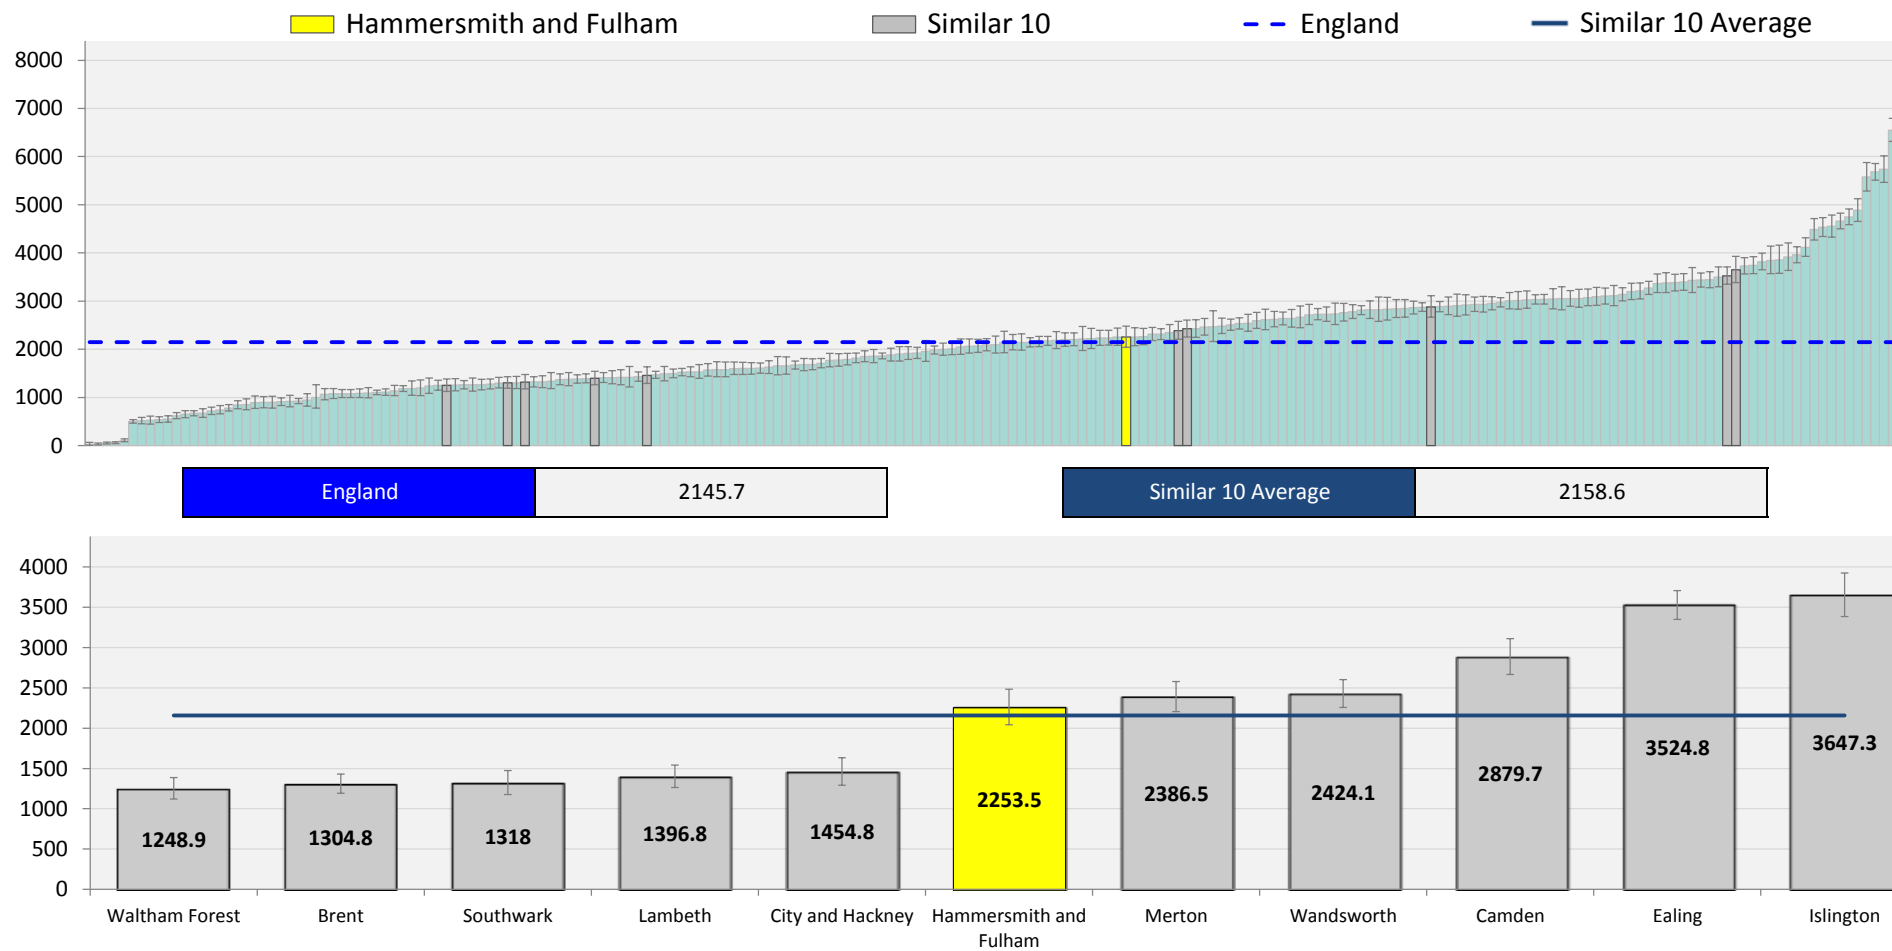 Hammersmith and Fulham
Similar 10
England
Similar 10 Average
8000
7000
6000
5000
4000
3000
2000
1000
0
England
2145.7
Similar 10 Average
2158.6
4000
3500
3000
2500
2000
1500
1000
500
0
1248.9
1304.8
1318
1396.8
1454.8
2253.5
2386.5
2424.1
2879.7
3524.8
3647.3
Waltham Forest
Brent
Southwark
Lambeth
City and Hackney
Hammersmith and
Fulham
Merton
Wandsworth
Camden
Ealing
Islington